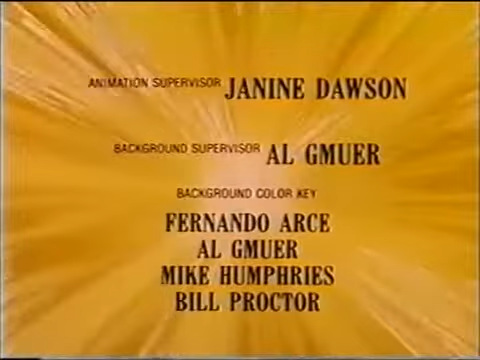 ANIMATION SUPERVISOR JANINE DAWSON
BACKGROUND SUPERVISOR AL GMUER
BACKGROUND COLOR KEY
FERNANDO ARCE
AL GMUER
MIKE HUMPHRIES
BILL PROCTOR